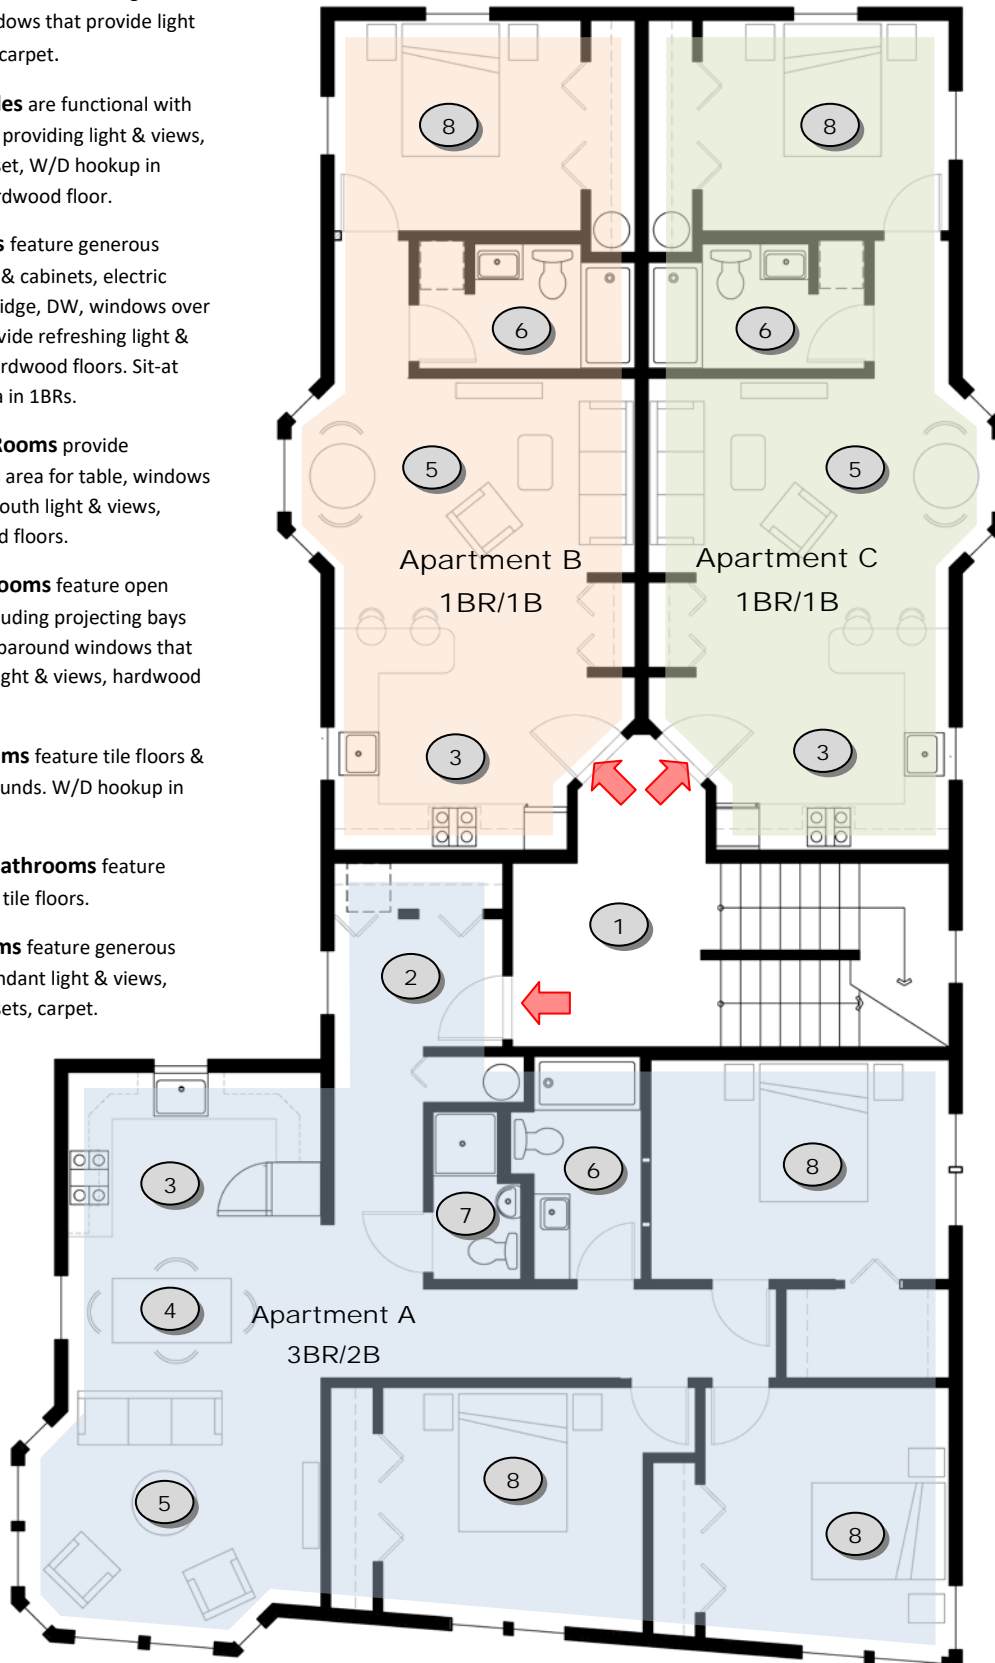 dows that provide light
carpet.
les are functional with
providing light & views,
set, W/D hookup in
rdwood floor.
s feature generous
& cabinets, electric
idge, DW, windows over
vide refreshing light &
rdwood floors. Sit-at
a in 1BRs.
Rooms provide
area for table, windows
outh light & views,
d floors.
ooms feature open
uding projecting bays
paround windows that
ght & views, hardwood
ms feature tile floors &
unds. W/D hookup in
athrooms feature
tile floors.
ms feature generous
ndant light & views,
sets, carpet.
8
8
6
6
5
5
Apartment B
1BR/1B
Apartment C
1BR/1B
3
3
1
2
3
6
8
7
4
Apartment A
3BR/2B
5
8
8